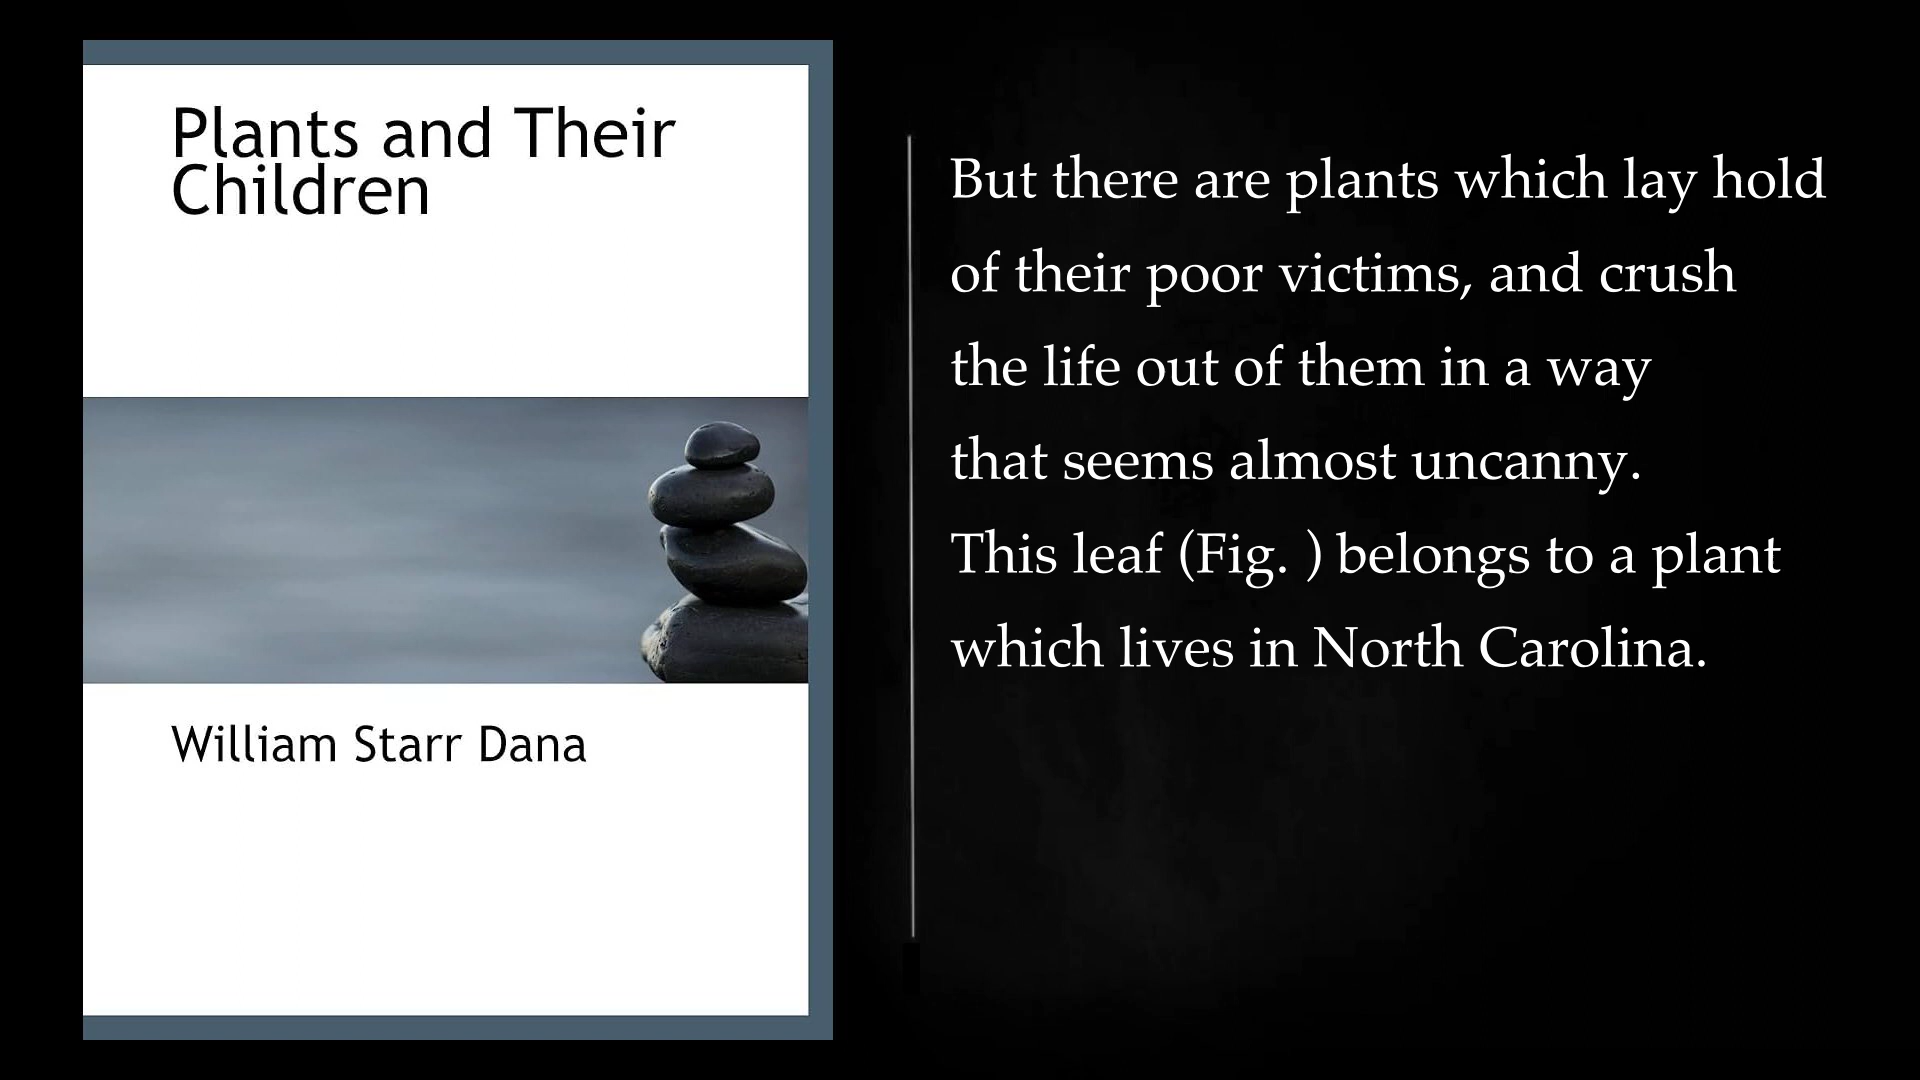 Plants and Their
Children
William Starr Dana
But there are plants which lay hold
of their poor victims, and crush
the life out of them in a way
that seems almost uncanny.
This leaf (Fig. ) belongs to a plant
which lives in North Carolina.